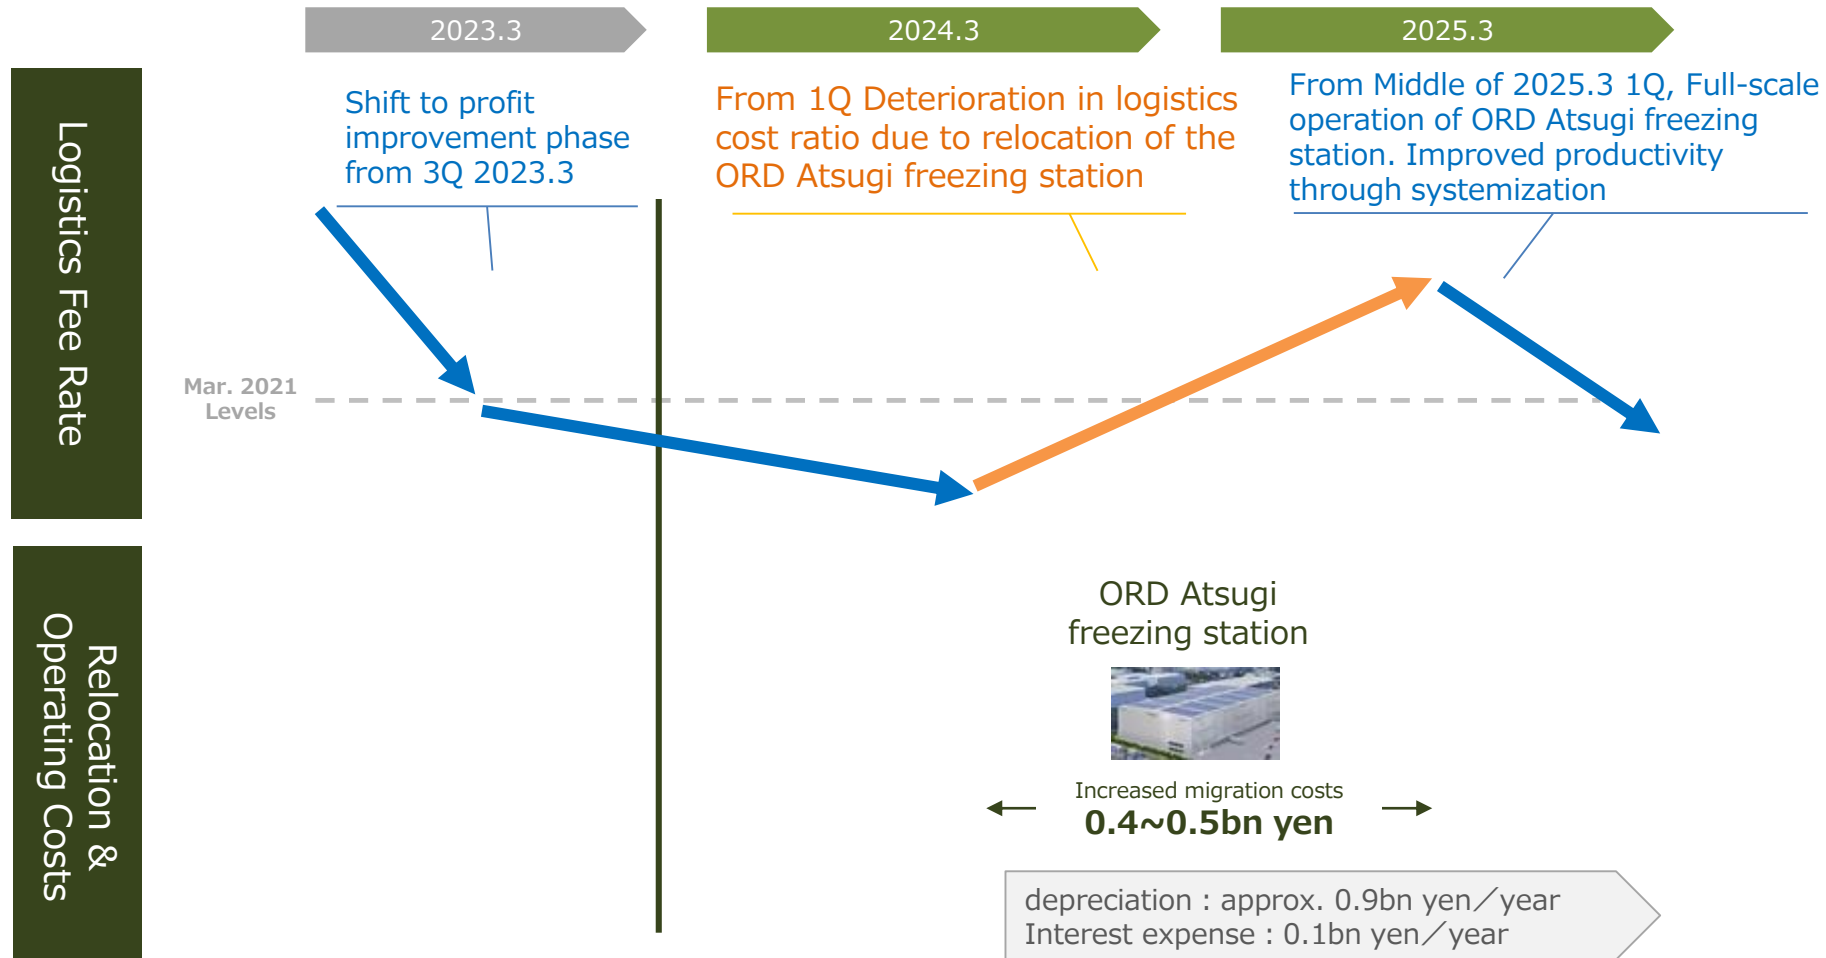 2023.3
2024.3
2025.3
Logistics Fee Rate
Shift to profit
improvement phase
from 3Q 2023.3
From 1Q Deterioration in logistics
cost ratio due to relocation of the
ORD Atsugi freezing station
From Middle of 2025.3 1Q, Full-scale
operation of ORD Atsugi freezing
station. Improved productivity
through systemization
Mar. 2021
Levels
Relocation &
Operating Costs
ORD Atsugi
freezing station
Increased migration costs
0.4~0.5bn yen
depreciation : approx. 0.9bn yen／year
Interest expense : 0.1bn yen／year